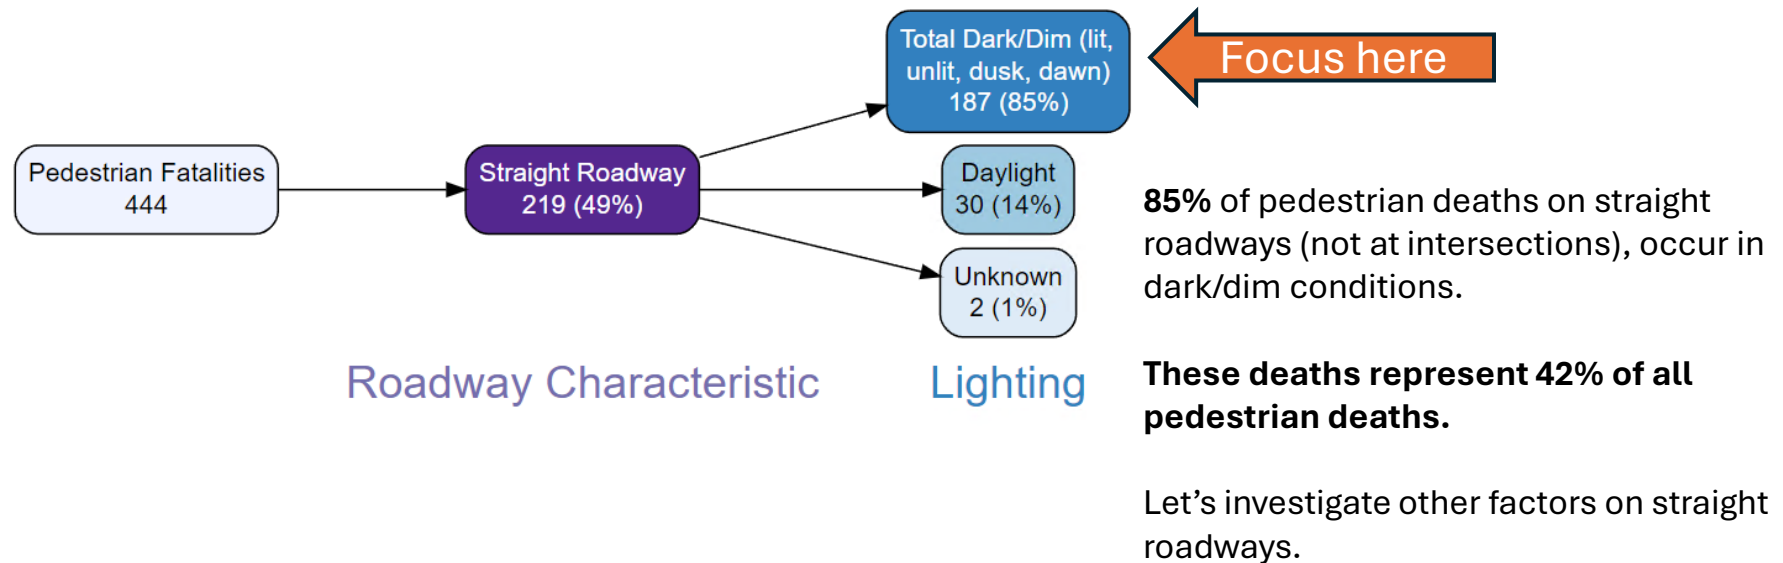 Pedestrian Fatalities
444
Straight Roadway
219 (49%)
Total Dark/Dim (lit,
unlit, dusk, dawn)
187 (85%)
Daylight
30 (14%)
Unknown
2 (1%)
Roadway Characteristic
Lighting
Focus here
85% of pedestrian deaths on straight
roadways (not at intersections), occur in
dark/dim conditions.
These deaths represent 42% of all
pedestrian deaths.
Let’s investigate other factors on straight
roadways.